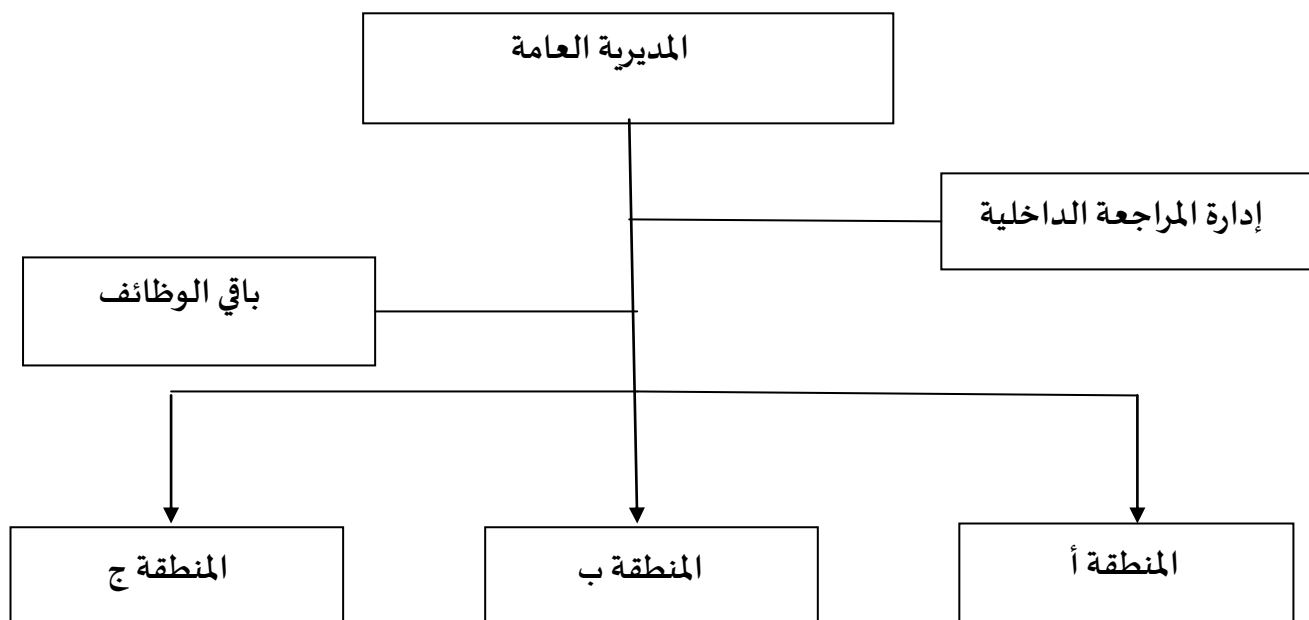 المديرية العامة
إدارة المراجعة الداخلية
باقي الوظائف
المنطقة أ
المنطقة ب
المنطقة ج